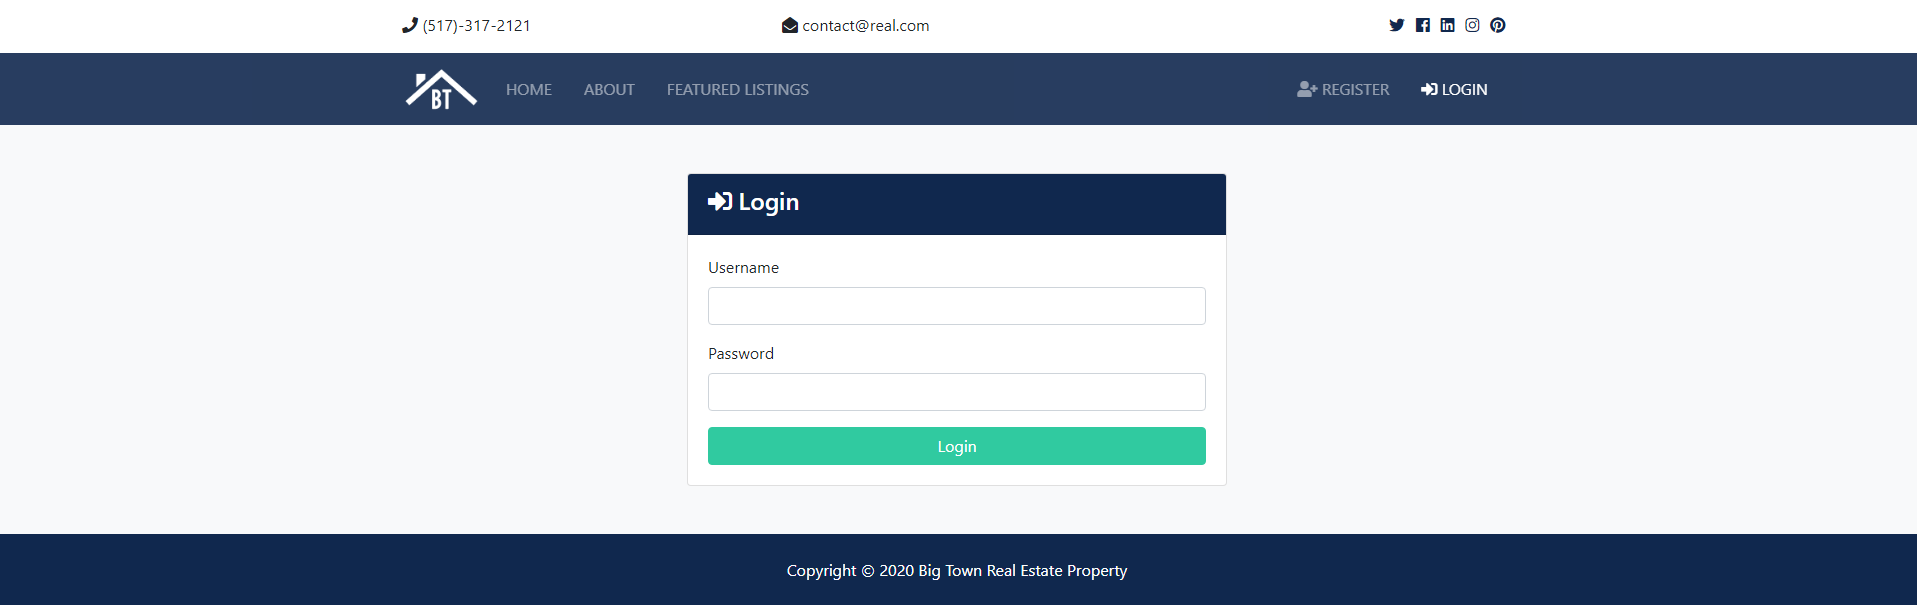 (517)-317-2121 contact@real.com
BT HOME ABOUT FEATURED LISTINGS REGISTER LOGIN
Login
Username
Password
Login
Copyright © 2020 Big Town Real Estate Property